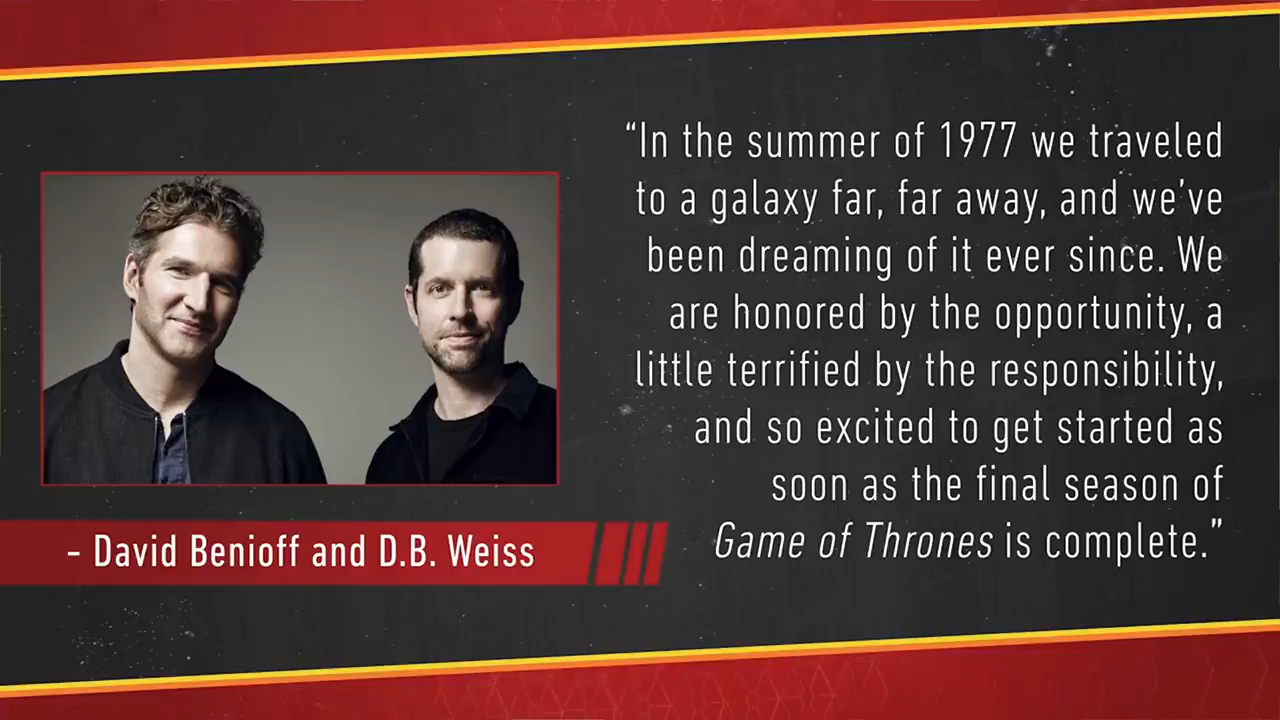 “In the summer of 1977 we traveled
to a galaxy far, far away, and we’ve
been dreaming of it ever since. We
are honored by the opportunity, a
little terrified by the responsibility,
and so excited to get started as
soon as the final season of
Game of Thrones is complete.”
– David Benioff and D.B. Weiss